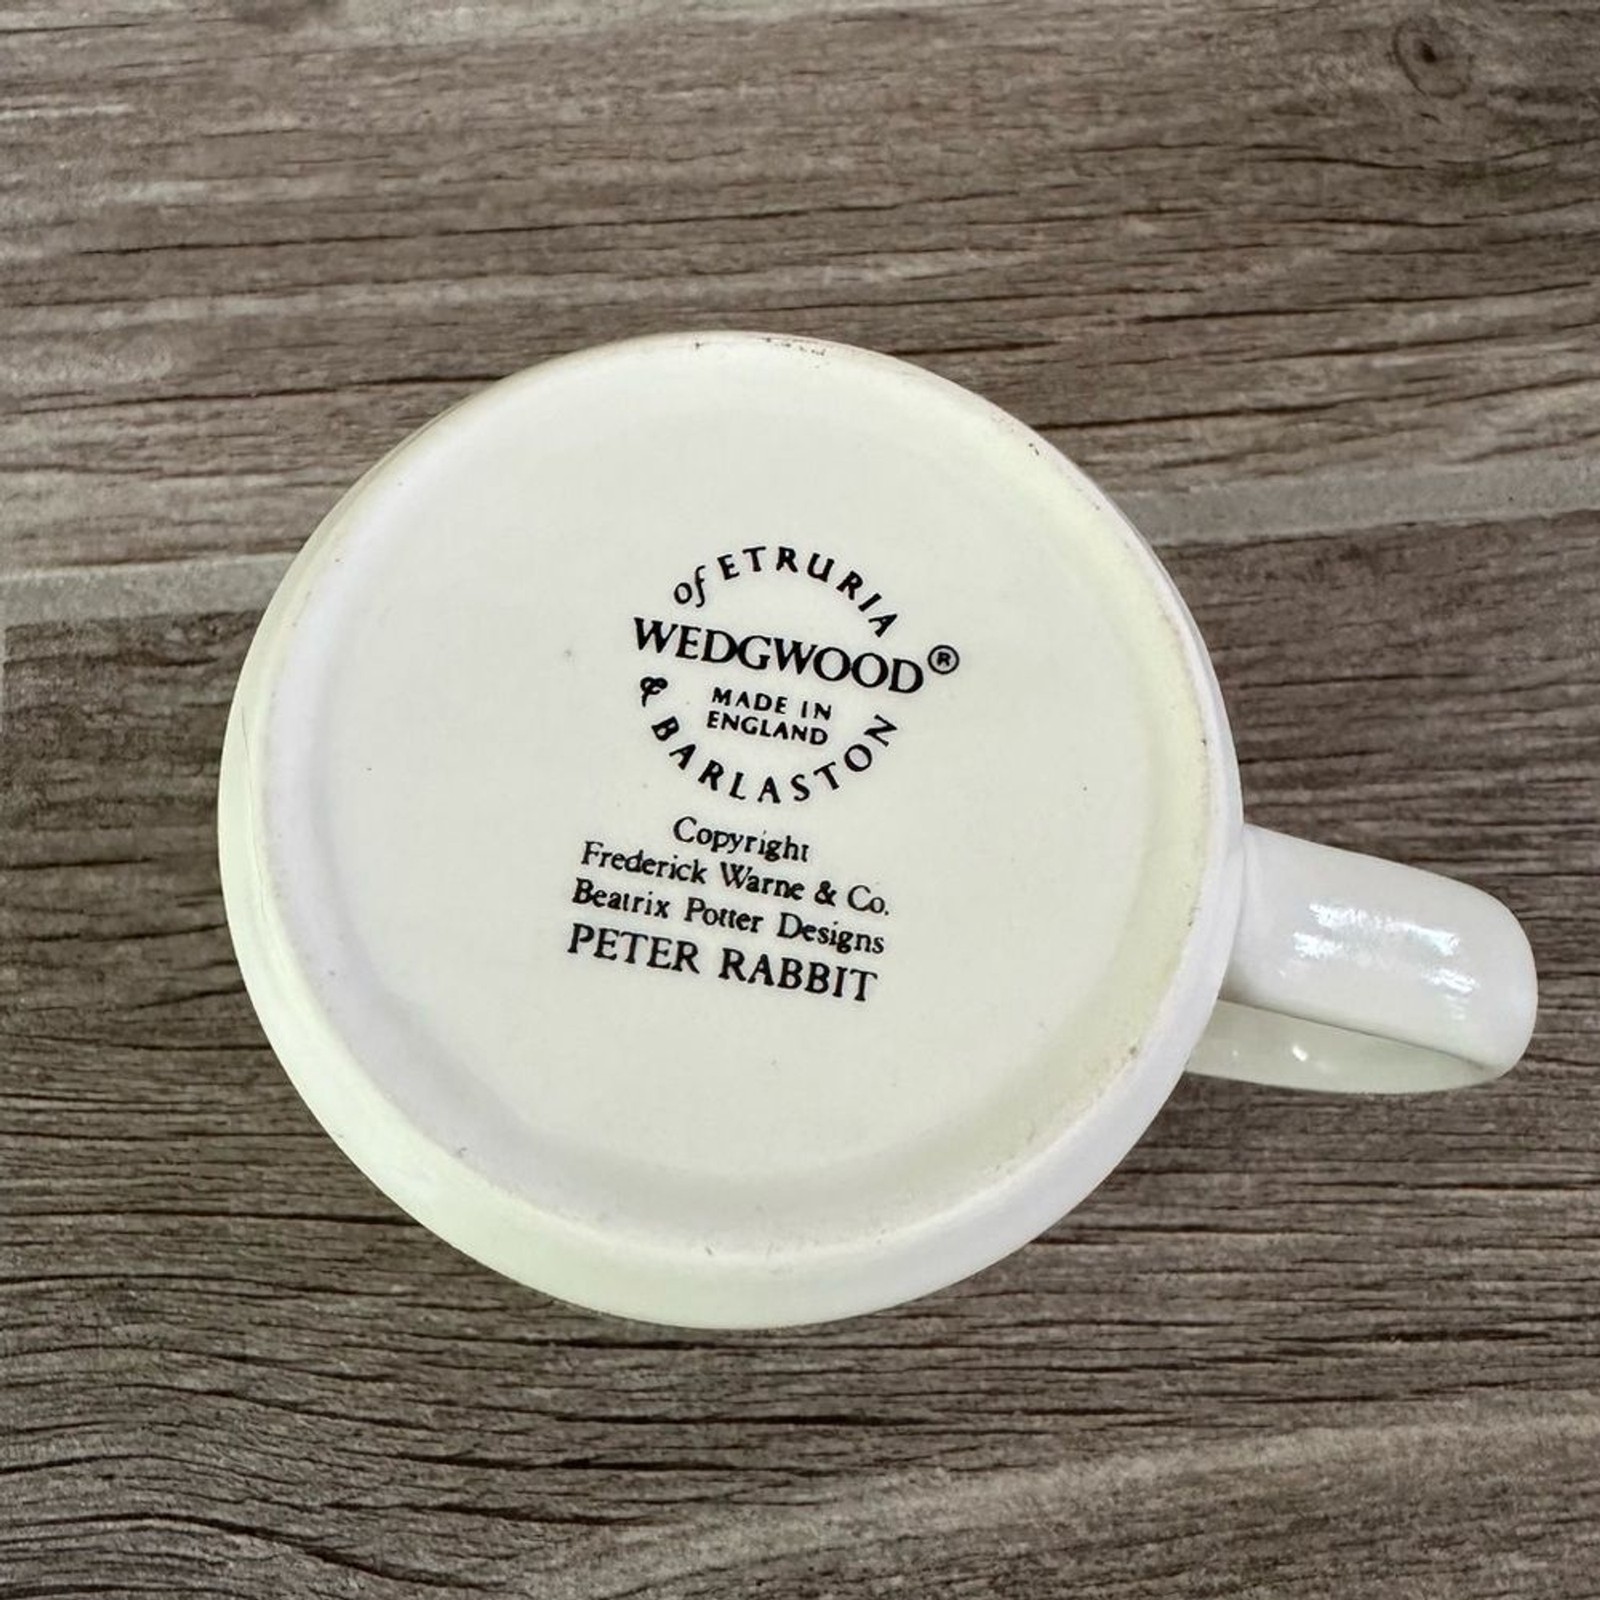 of ETRURIA
WEDGWOOD®
MADE IN
ENGLAND
& BARLASTON
Copyright
Frederick Warne & Co.
Beatrix Potter Designs
PETER RABBIT